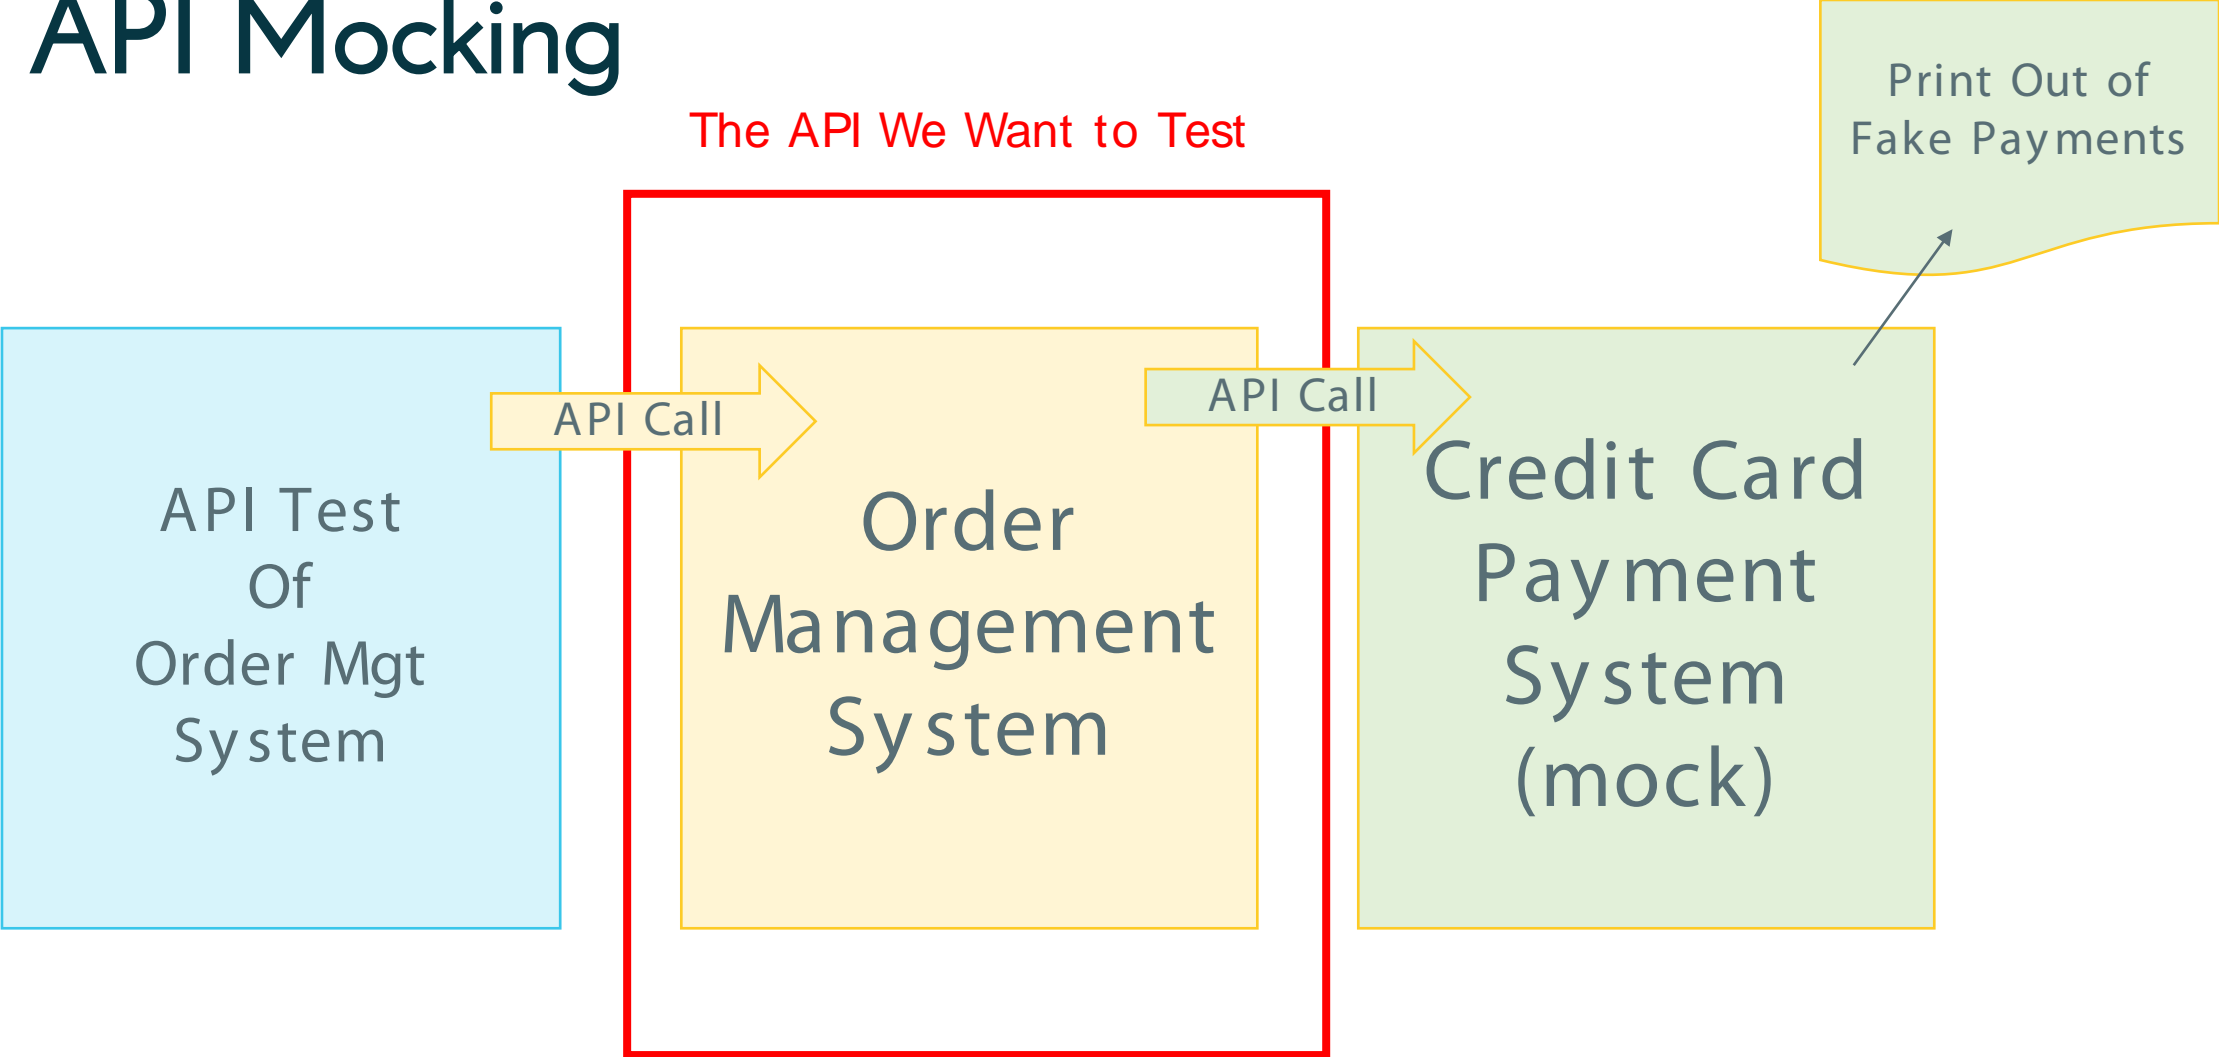 API Mocking
Print Out of
Fake Payments
The API We Want to Test
API Call
API Call
API Test
Of
Order Mgt
System
Order
Management
System
Credit Card
Payment
System
(mock)